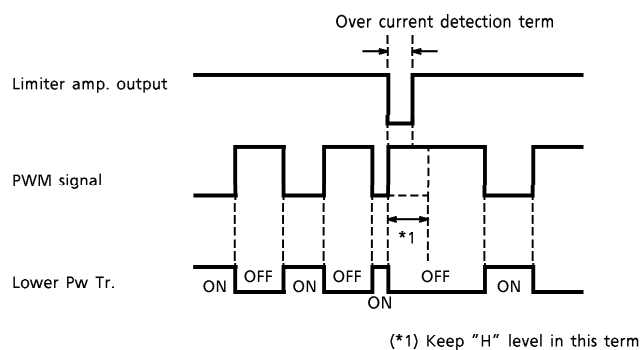 Over current detection term
Limiter amp. output
PWM signal
*1
Lower Pw Tr.
ON
OFF
ON
OFF
ON
OFF
ON
(*1) Keep "H" level in this term